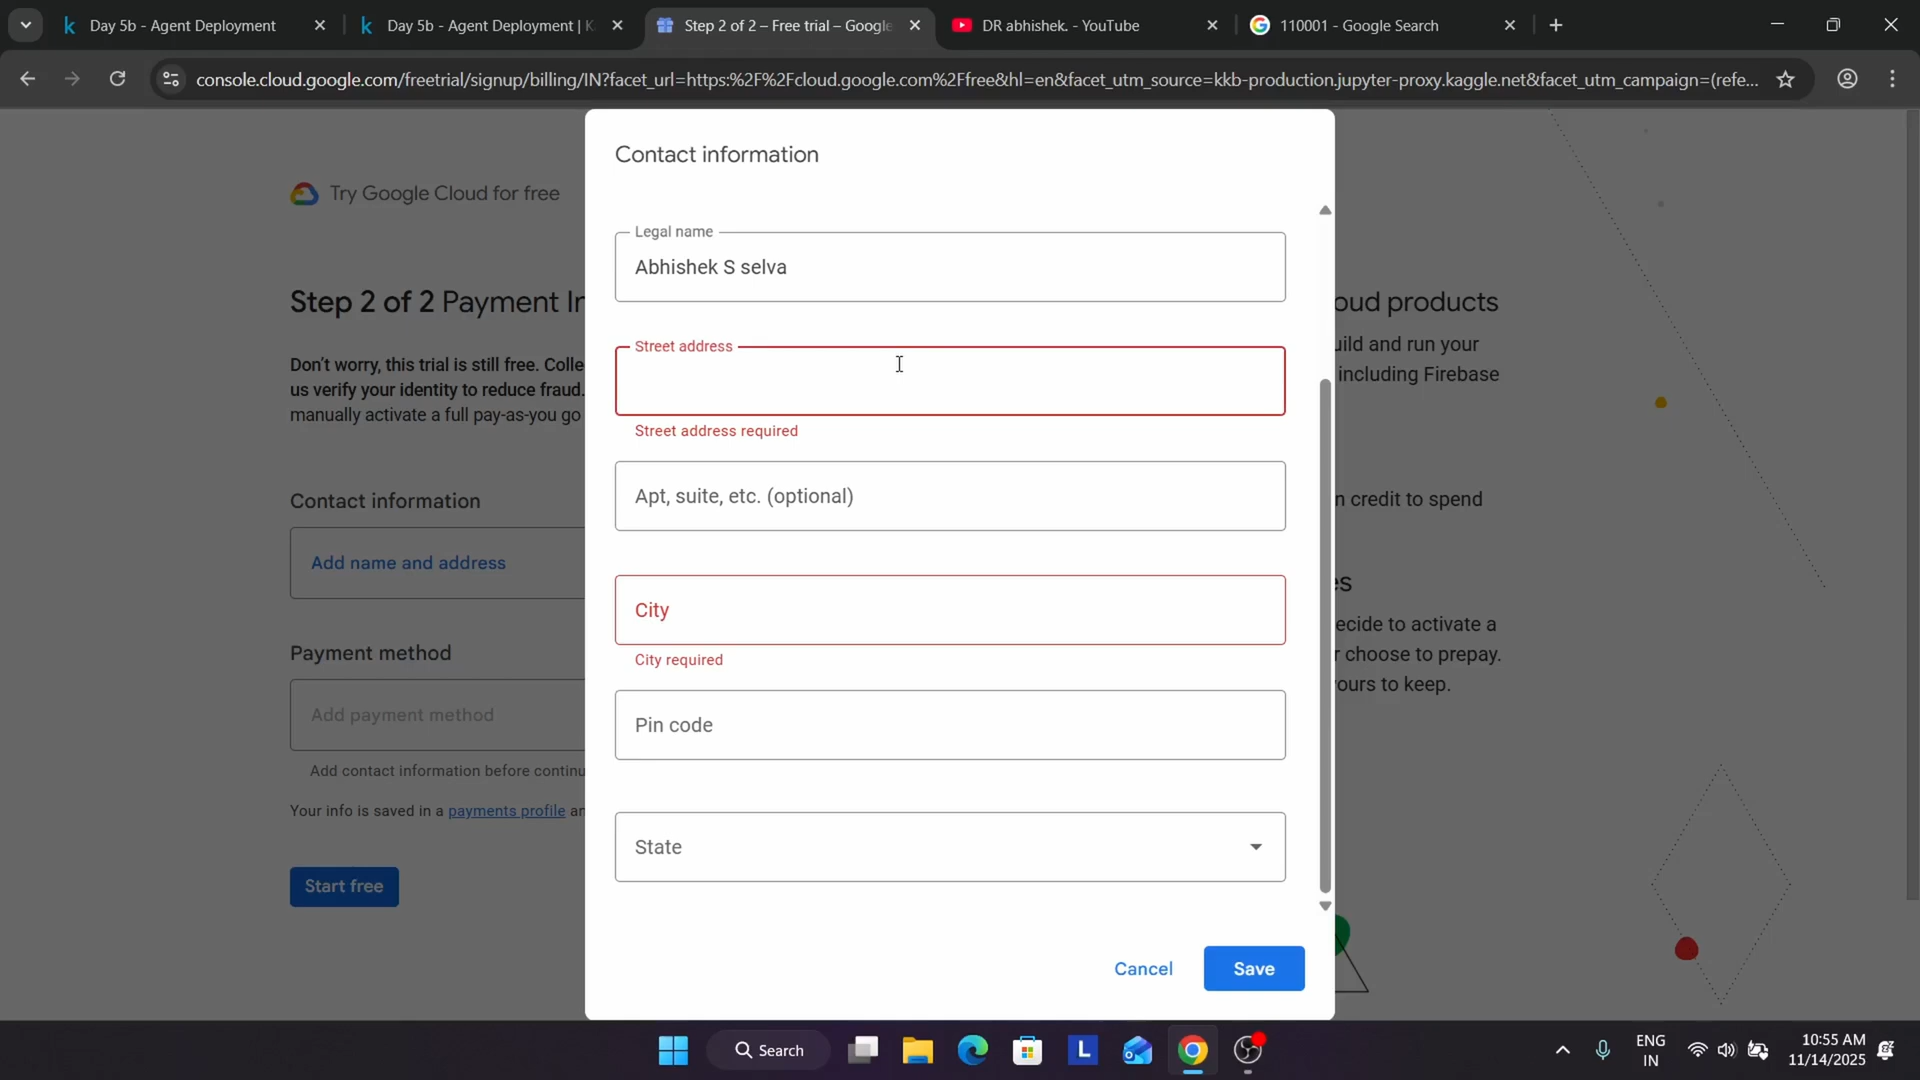 Day 5b - Agent Deployment
Day 5b - Agent Deployment | K
Step 2 of 2 – Free trial – Google
DR abhishek. - YouTube
110001 - Google Search
console.cloud.google.com/freetrial/signup/billing/IN?facet_url=https:%2F%2Fcloud.google.com%2Ffree&hl=en&facet_utm_source=kkb-production.jupyter-proxy.kaggle.net&facet_utm_campaign=(refe...
Contact information
Try Google Cloud for free
Legal name
Abhishek S selva
Step 2 of 2 Payment In
oud products
Street address
Don't worry, this trial is still free. Colle
uild and run your
us verify your identity to reduce fraud.
including Firebase
manually activate a full pay-as-you go
Street address required
Contact information
Apt, suite, etc. (optional)
n credit to spend
Add name and address
es
City
ecide to activate a
City required
r choose to prepay.
Payment method
ours to keep.
Add payment method
Pin code
Add contact information before continu
Your info is saved in a payments profile an
State
Start free
Cancel
Save
Search
L
ENG
IN
10:55 AM
11/14/2025